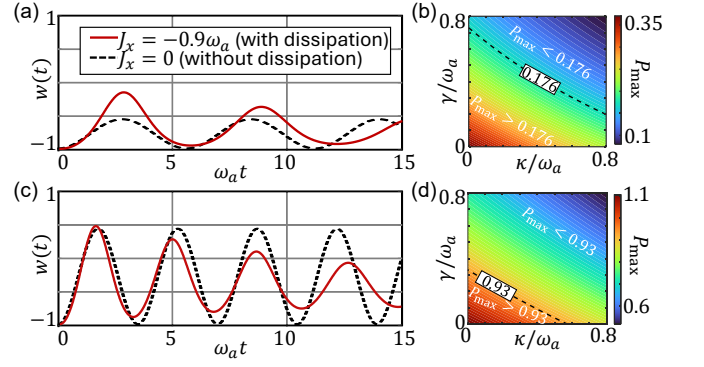 (a)
J_x = −0.9ω_a (with dissipation)
J_x = 0 (without dissipation)
w(t)
−1
0
5
10
15
ω_a t
(b)
0.8
γ/ω_a
0
P_max < 0.176
0.176
P_max > 0.176
0
κ/ω_a
0.8
0.35
P_max
0.1
(c)
1
w(t)
−1
0
5
10
15
ω_a t
(d)
0.8
γ/ω_a
0
P_max < 0.93
0.93
P_max > 0.93
0
κ/ω_a
0.8
1.1
P_max
0.6
1